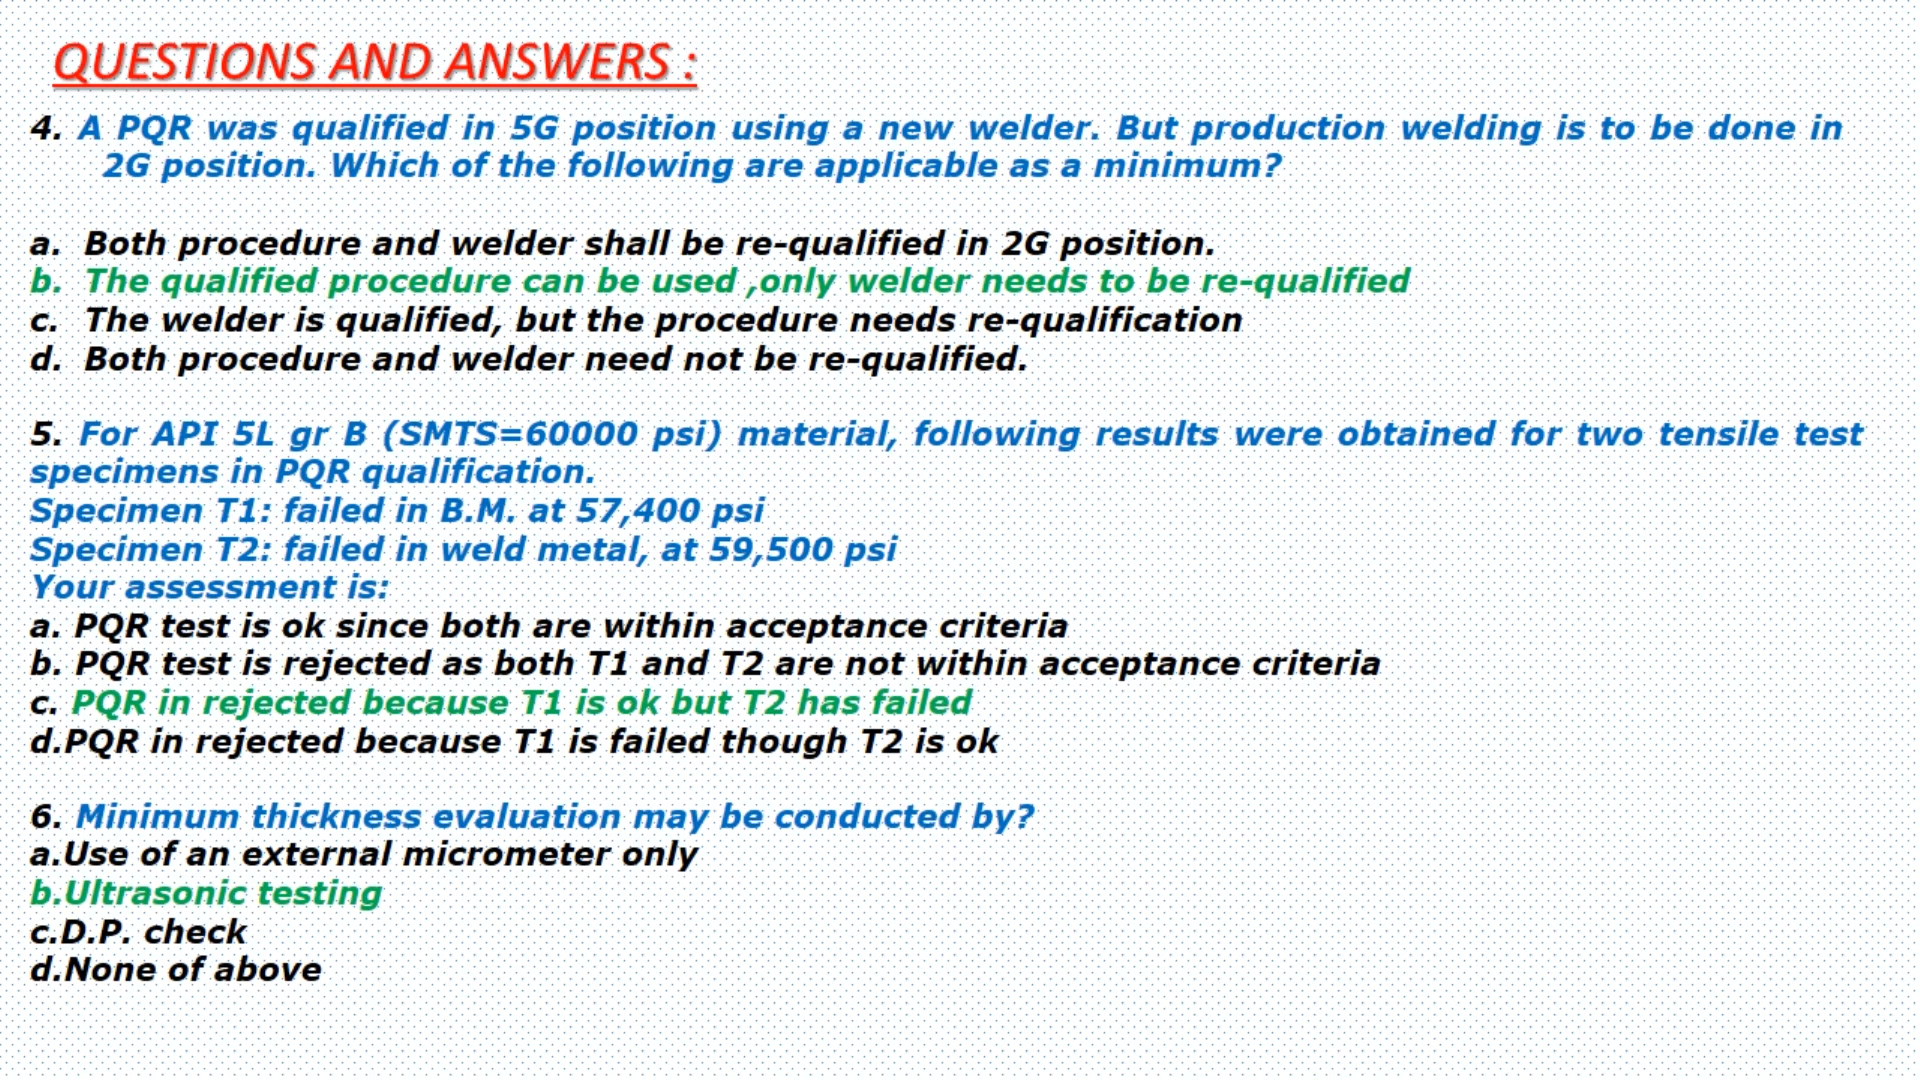 QUESTIONS AND ANSWERS :
4. A PQR was qualified in 5G position using a new welder. But production welding is to be done in
2G position. Which of the following are applicable as a minimum?
a. Both procedure and welder shall be re-qualified in 2G position.
b. The qualified procedure can be used ,only welder needs to be re-qualified
c. The welder is qualified, but the procedure needs re-qualification
d. Both procedure and welder need not be re-qualified.
5. For API 5L gr B (SMTS=60000 psi) material, following results were obtained for two tensile test
specimens in PQR qualification.
Specimen T1: failed in B.M. at 57,400 psi
Specimen T2: failed in weld metal, at 59,500 psi
Your assessment is:
a. PQR test is ok since both are within acceptance criteria
b. PQR test is rejected as both T1 and T2 are not within acceptance criteria
c. PQR in rejected because T1 is ok but T2 has failed
d.PQR in rejected because T1 is failed though T2 is ok
6. Minimum thickness evaluation may be conducted by?
a.Use of an external micrometer only
b.Ultrasonic testing
c.D.P. check
d.None of above